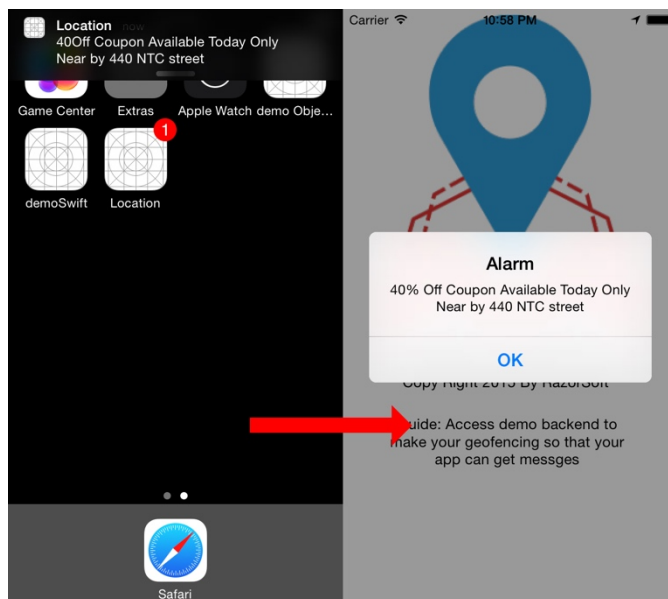 Location now
40Off Coupon Available Today Only
Near by 440 NTC street
Game Center Extras Apple Watch demo Obje...
1
demoSwift Location
Safari
Carrier 10:58 PM
Alarm
40% Off Coupon Available Today Only
Near by 440 NTC street
OK
Copy Right 2015 By RazorSoft
uide: Access demo backend to
make your geofencing so that your
app can get messges